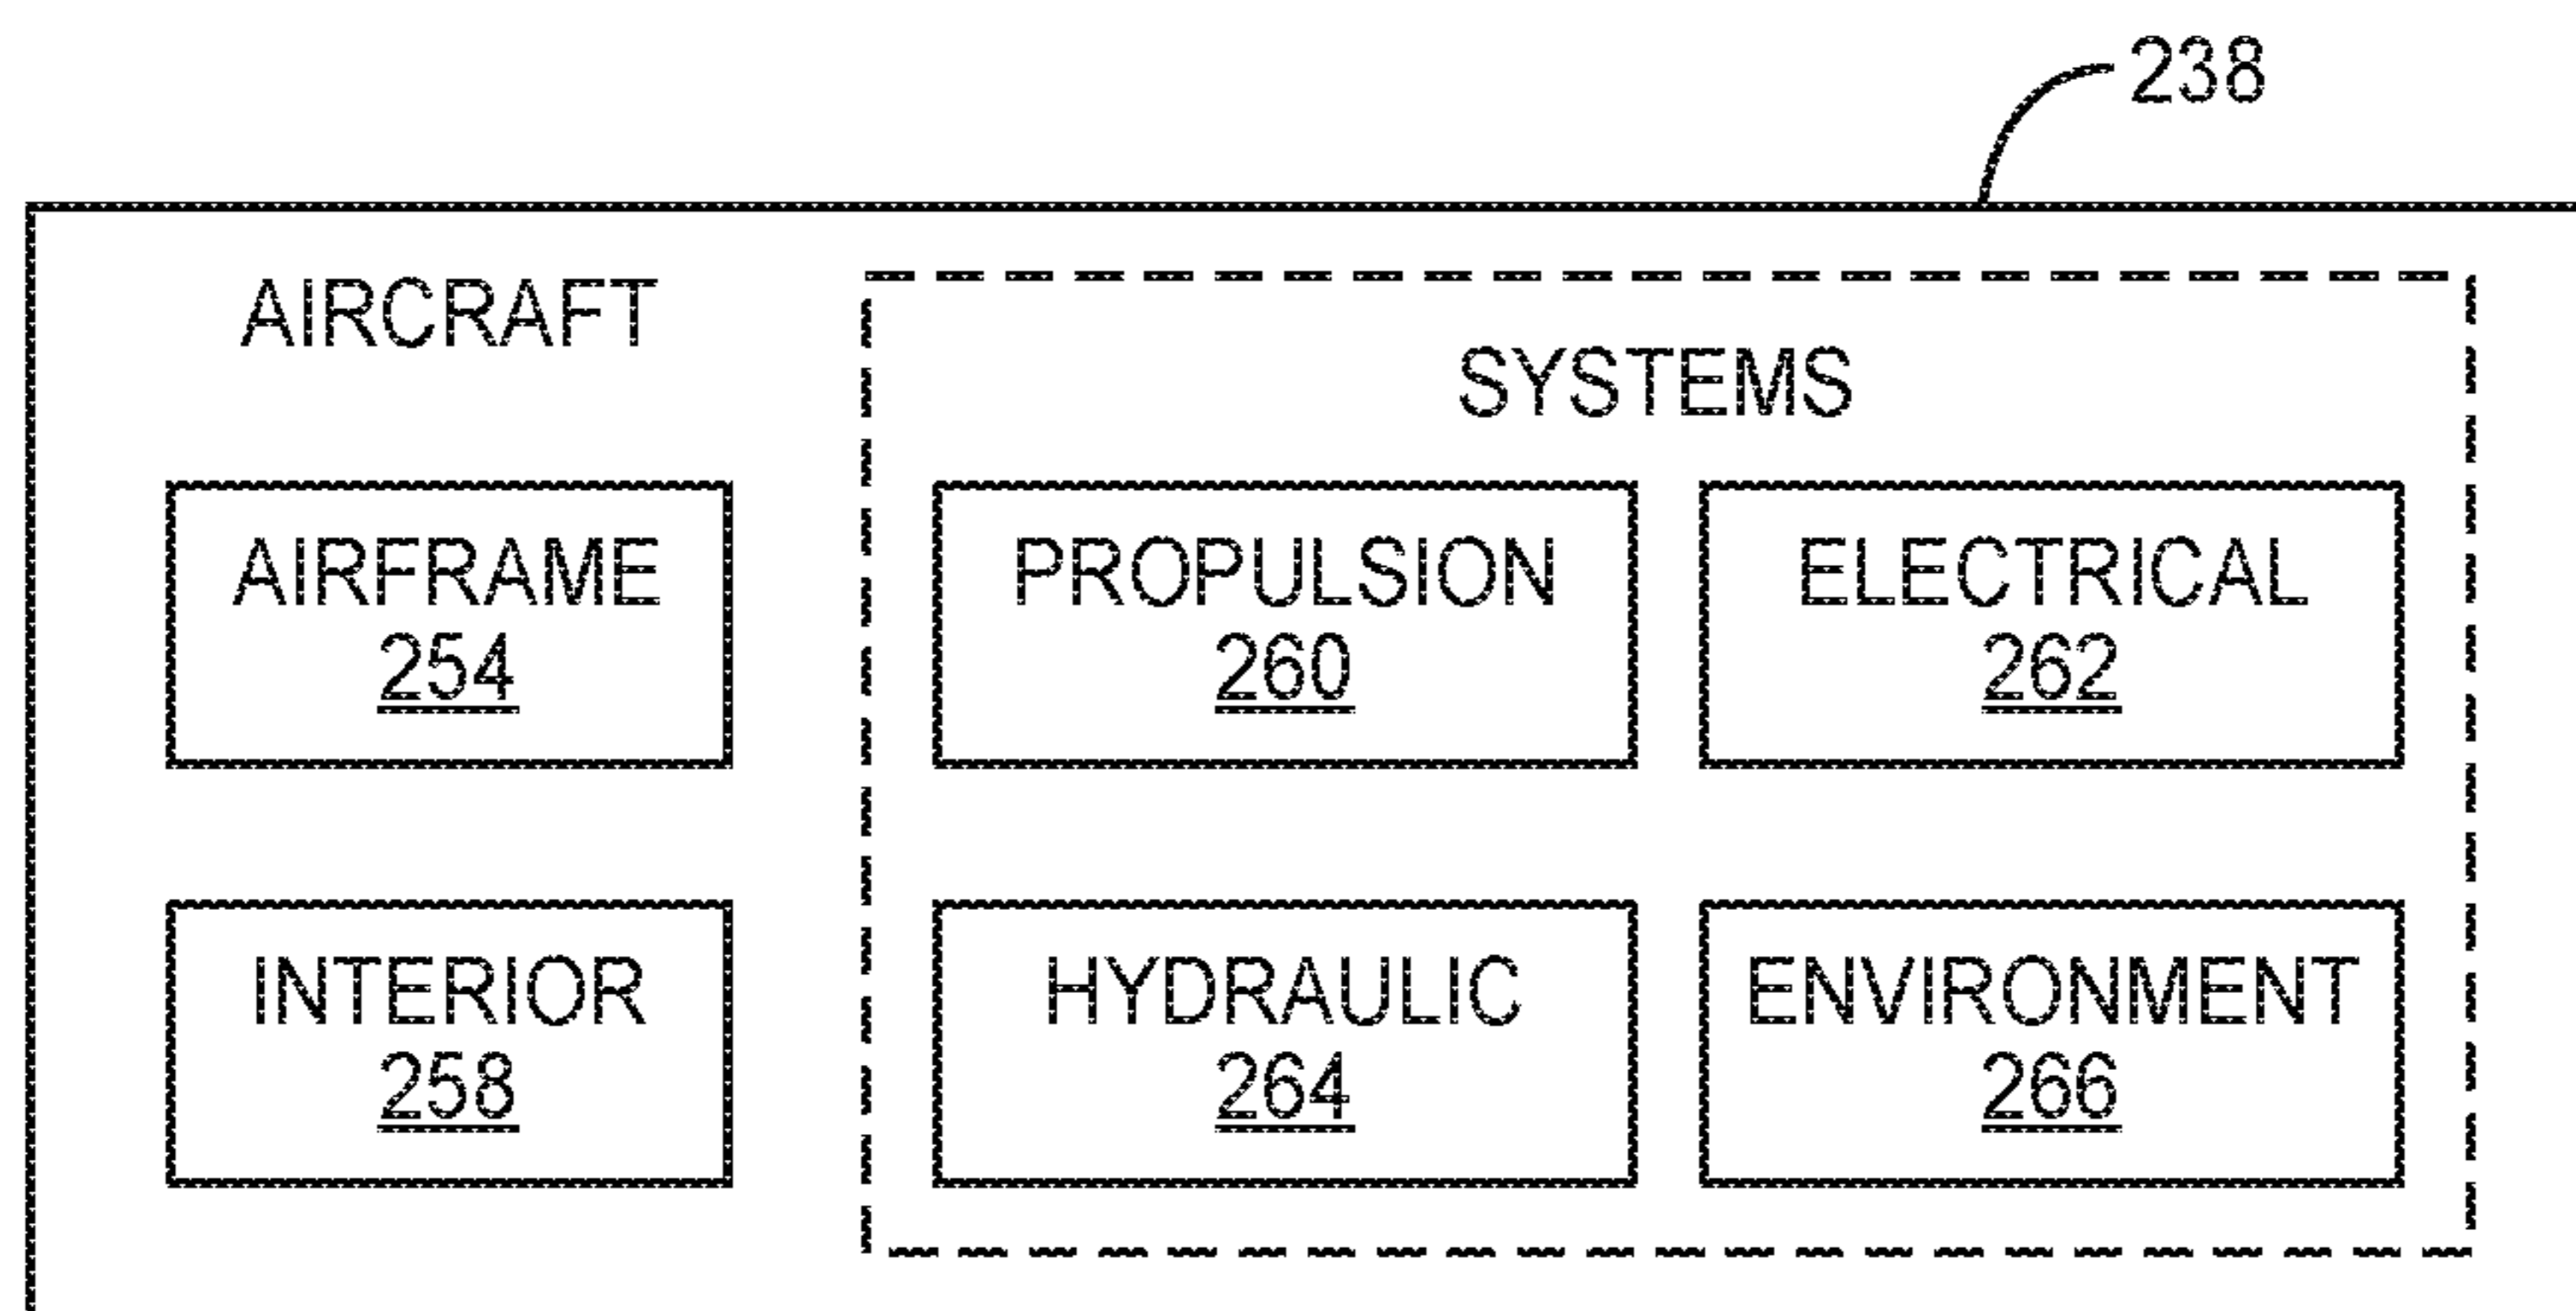 238
AIRCRAFT
SYSTEMS
AIRFRAME
254
PROPULSION
260
ELECTRICAL
262
INTERIOR
258
HYDRAULIC
264
ENVIRONMENT
266